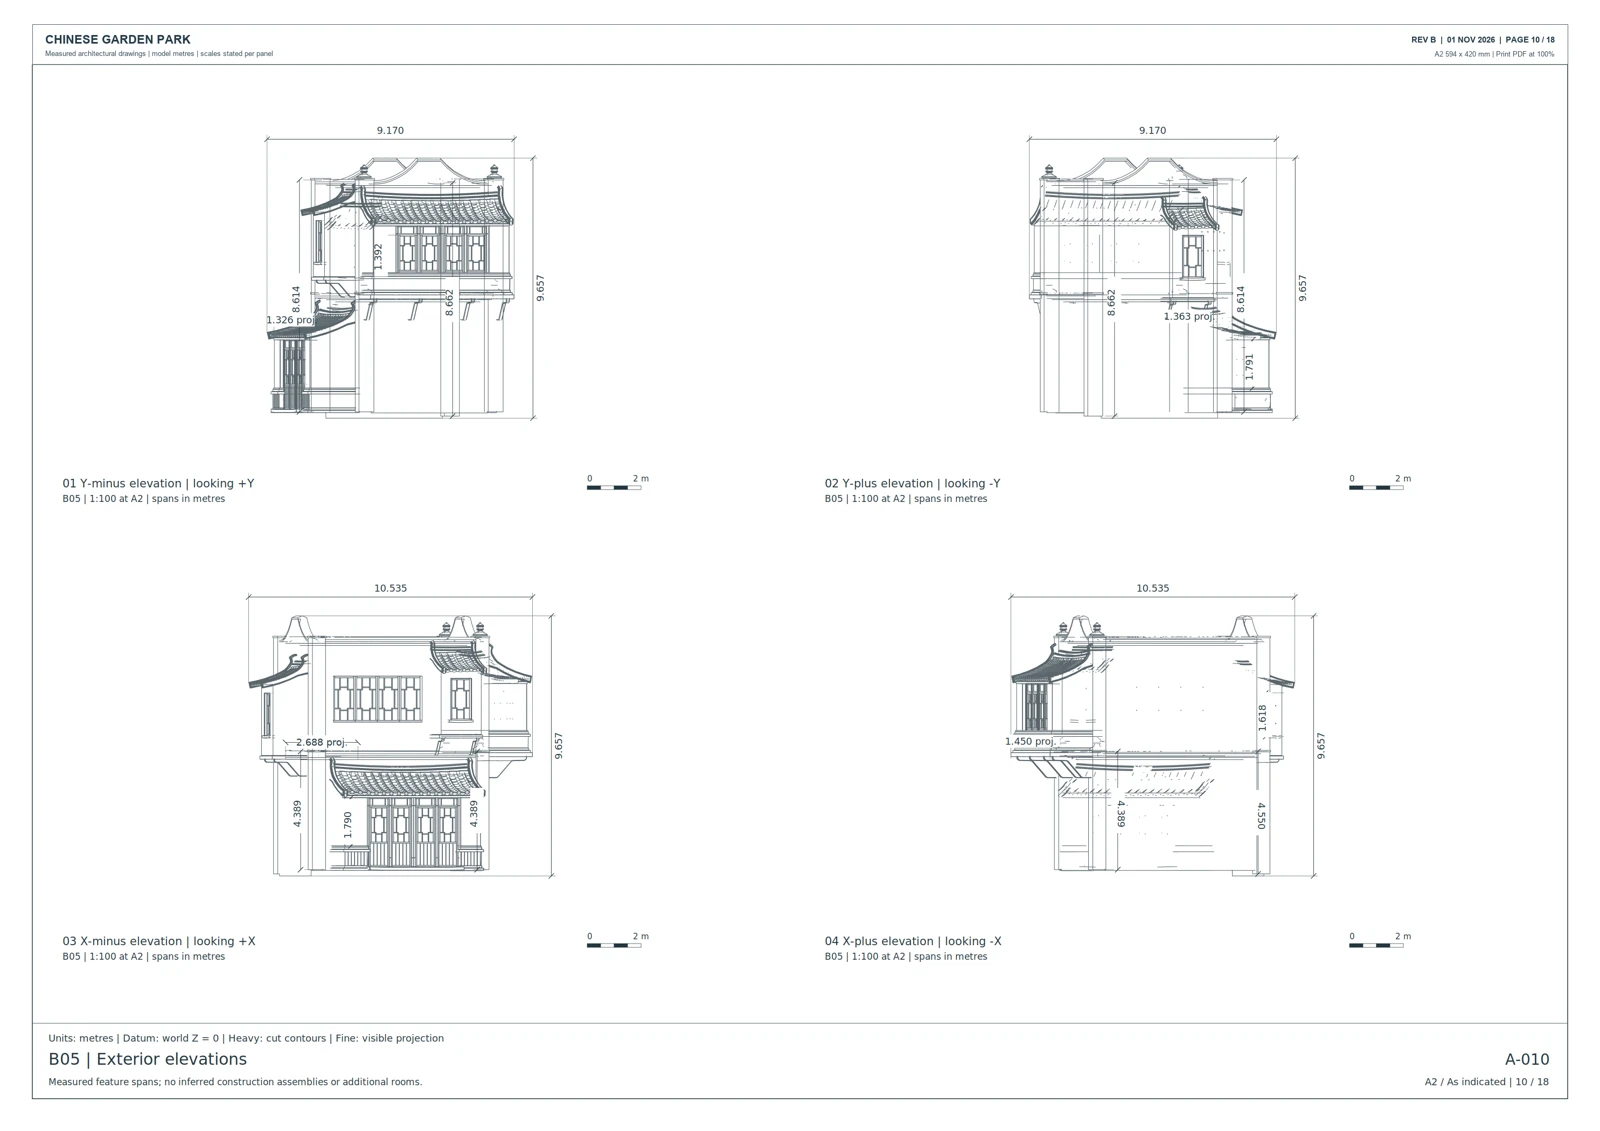 CHINESE GARDEN PARK
Measured architectural drawings | model metres | scales stated per panel
REV B | 01 NOV 2026 | PAGE 10 / 18
A2 594 x 420 mm | Print PDF at 100%
9.170
1.392
8.614
8.662
9.657
1.326 proj.
01 Y-minus elevation | looking +Y
B05 | 1:100 at A2 | spans in metres
0 2 m
9.170
8.662
8.614
9.657
1.363 proj.
1.791
02 Y-plus elevation | looking -Y
B05 | 1:100 at A2 | spans in metres
0 2 m
10.535
2.688 proj.
9.657
4.389
1.790
4.389
03 X-minus elevation | looking +X
B05 | 1:100 at A2 | spans in metres
0 2 m
10.535
1.618
1.450 proj.
9.657
4.389
4.550
04 X-plus elevation | looking -X
B05 | 1:100 at A2 | spans in metres
0 2 m
Units: metres | Datum: world Z = 0 | Heavy: cut contours | Fine: visible projection
B05 | Exterior elevations
Measured feature spans; no inferred construction assemblies or additional rooms.
A-010
A2 / As indicated | 10 / 18